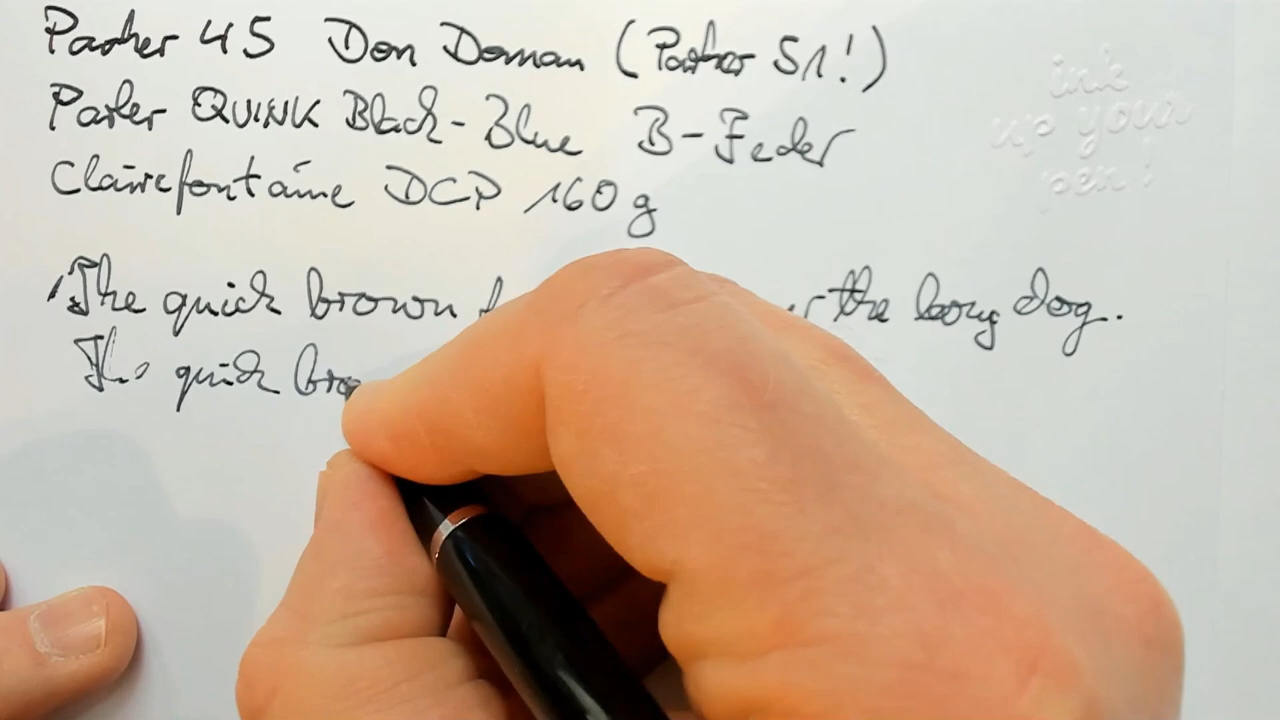 Parker 45 Don Doman (Parker 51!)
Parker QUINK Black-Blue B-Feder
Clairefontaine DCP 160 g
ink
up your
pen!
The quick brown the lazy dog.
The quick bro